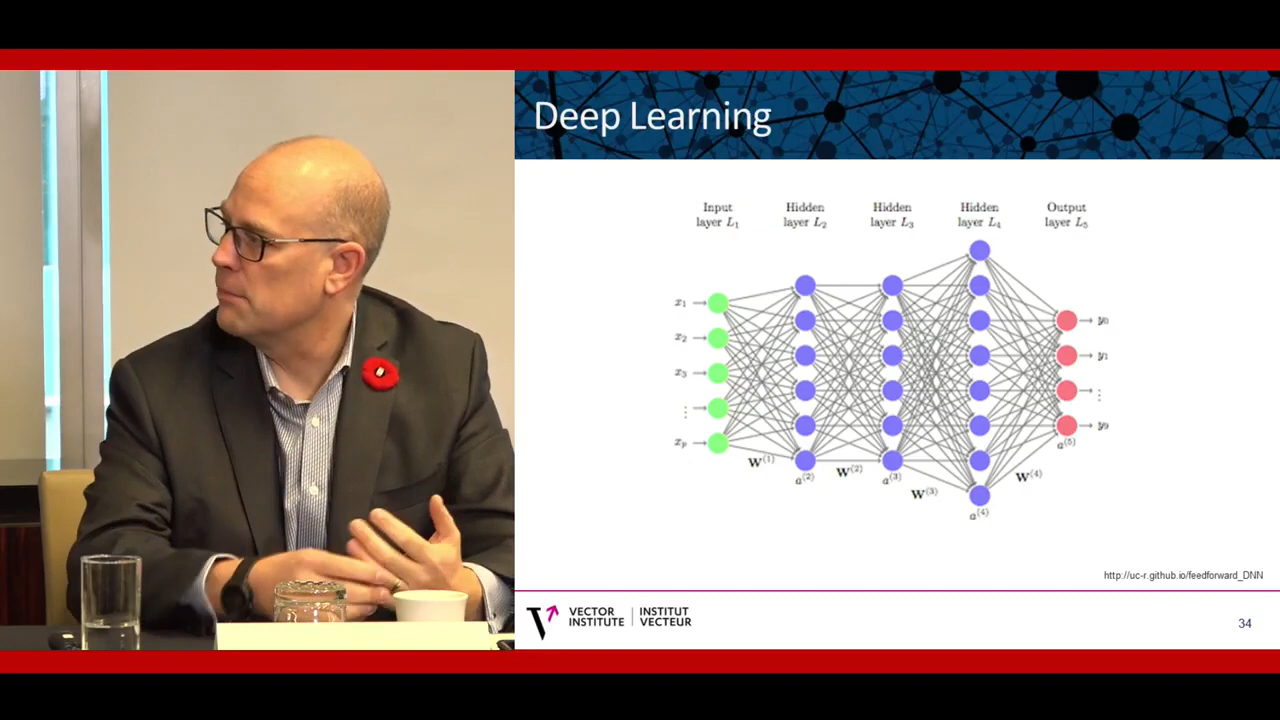 Deep Learning
Input
layer L₁
Hidden
layer L₂
Hidden
layer L₃
Hidden
layer L₄
Output
layer L₅
x₁
x₂
x₃
⋮
xₚ
y₀
y₁
⋮
y₉
W⁽¹⁾
a⁽²⁾
W⁽²⁾
a⁽³⁾
W⁽³⁾
a⁽⁴⁾
W⁽⁴⁾
a⁽⁵⁾
http://uc-r.github.io/feedforward_DNN
VECTOR
INSTITUTE
INSTITUT
VECTEUR
34